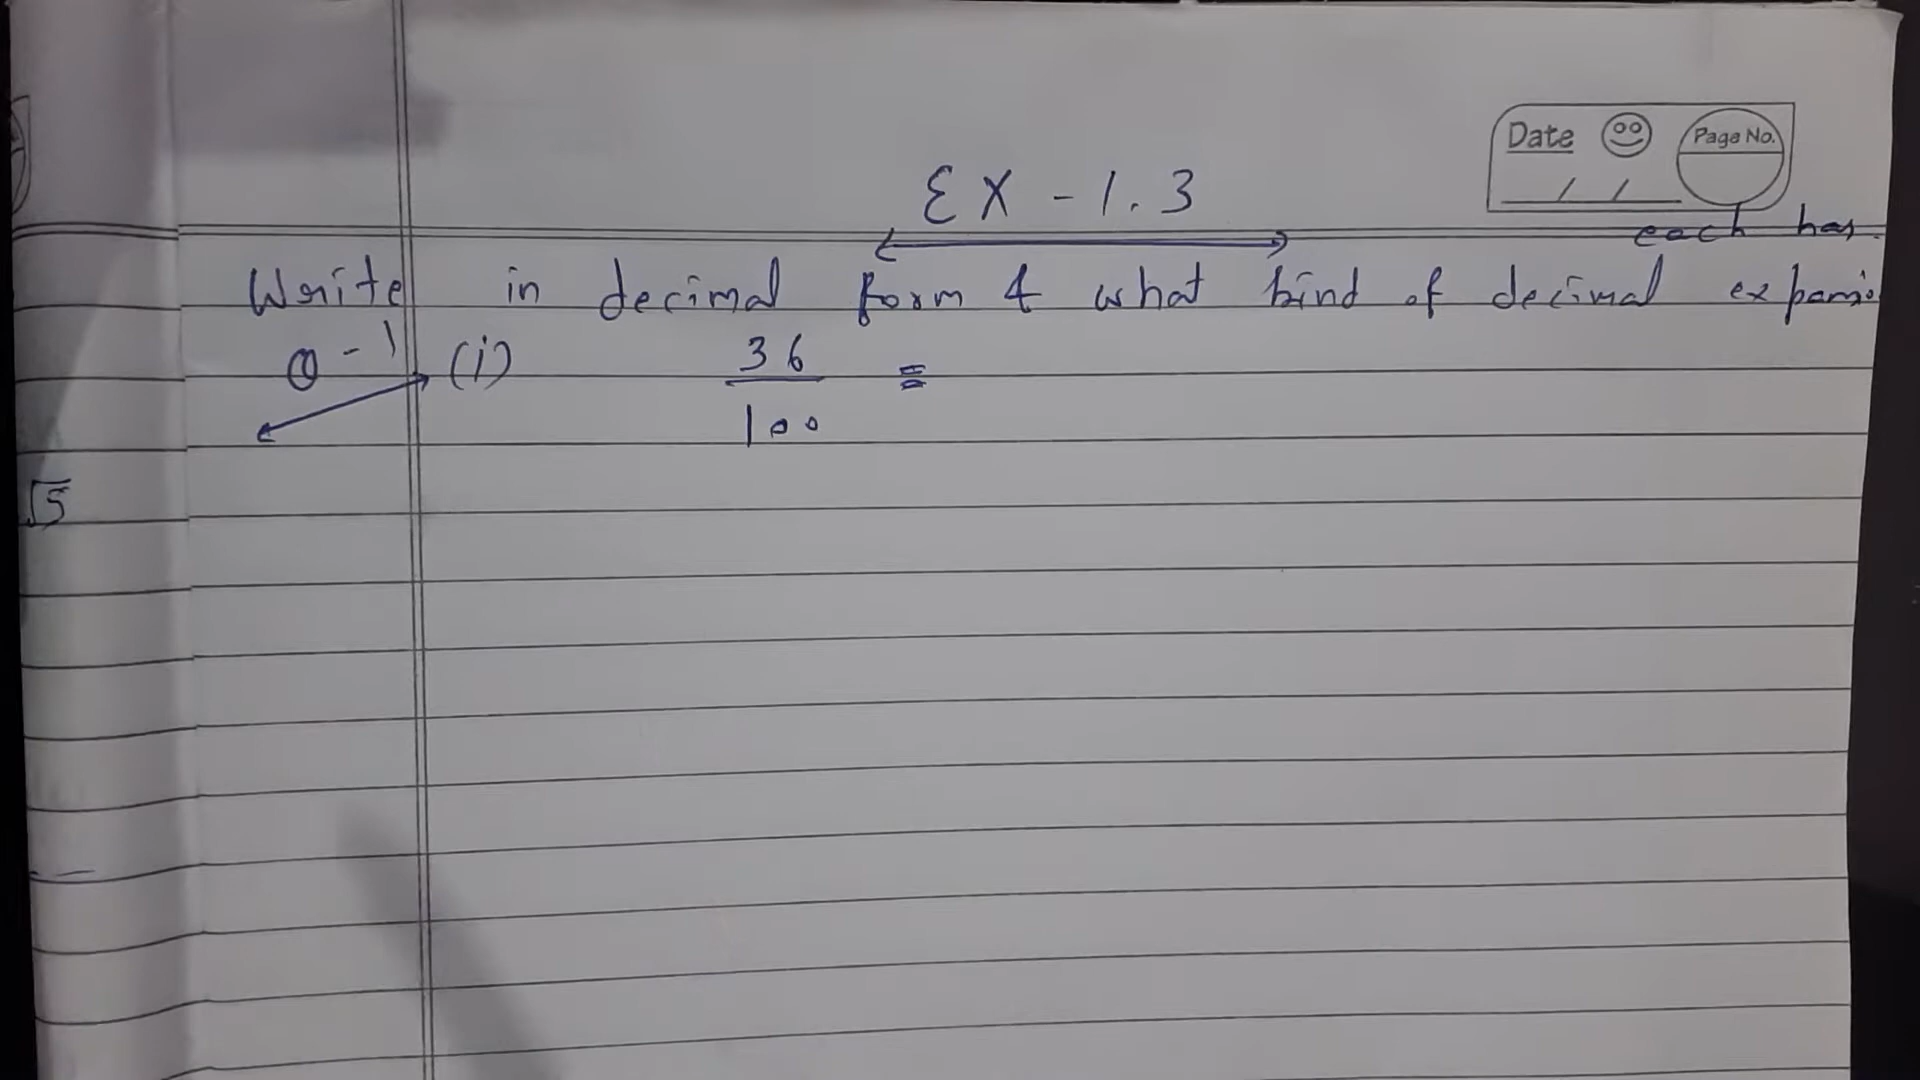 Date Page No.
EX - 1.3
each has
Write in decimal form & what kind of decimal expansio
Q-1 (i) 36/100 =
√5